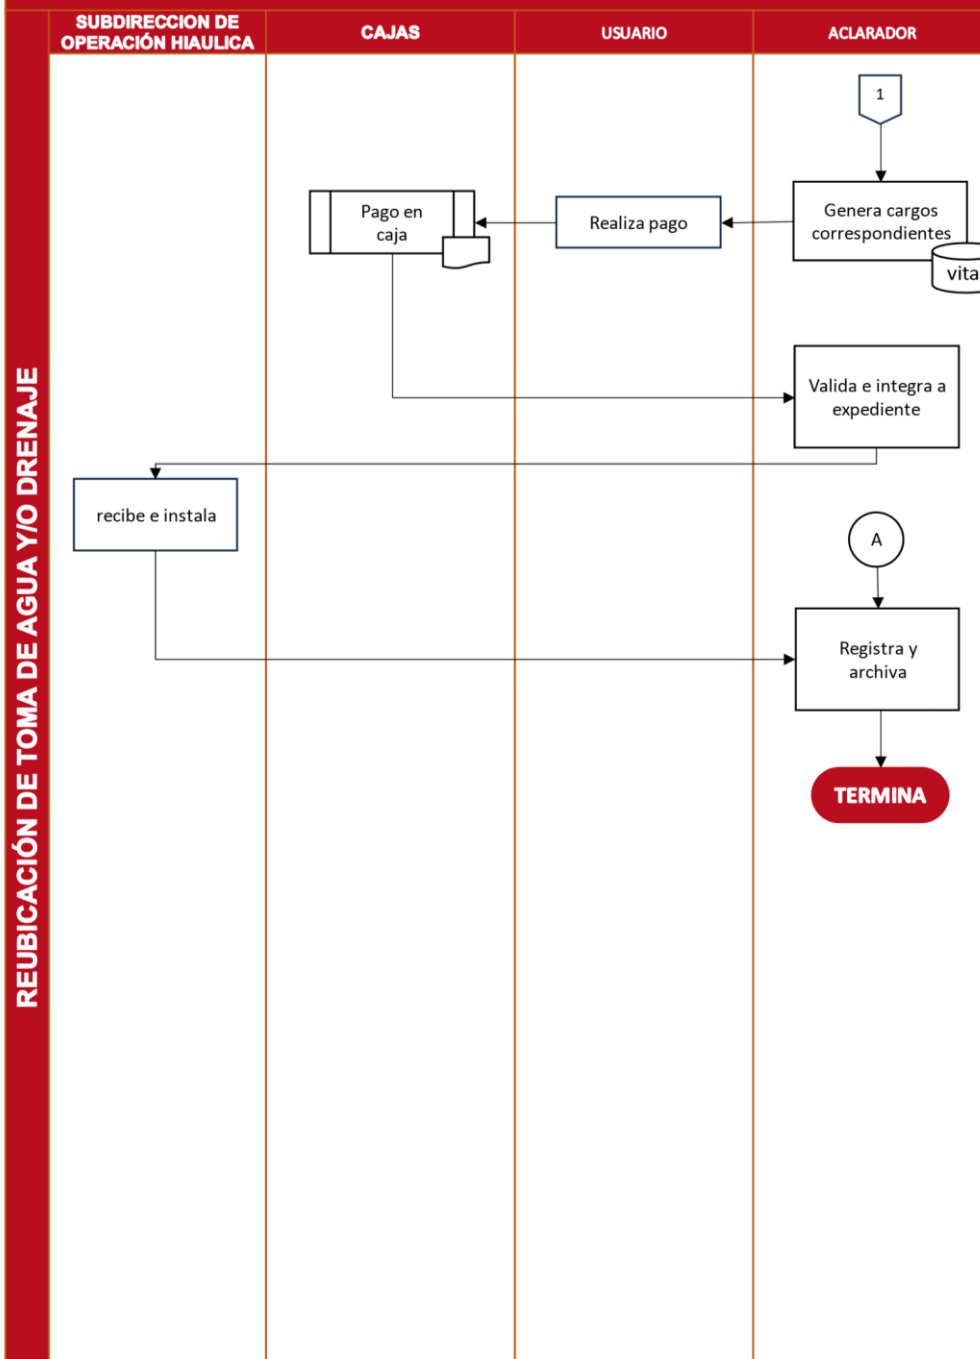 SUBDIRECCION DE
OPERACIÓN HIAULICA
CAJAS
USUARIO
ACLARADOR
REUBICACIÓN DE TOMA DE AGUA Y/O DRENAJE
1
Genera cargos
correspondientes
vita
Realiza pago
Pago en
caja
Valida e integra a
expediente
recibe e instala
A
Registra y
archiva
TERMINA